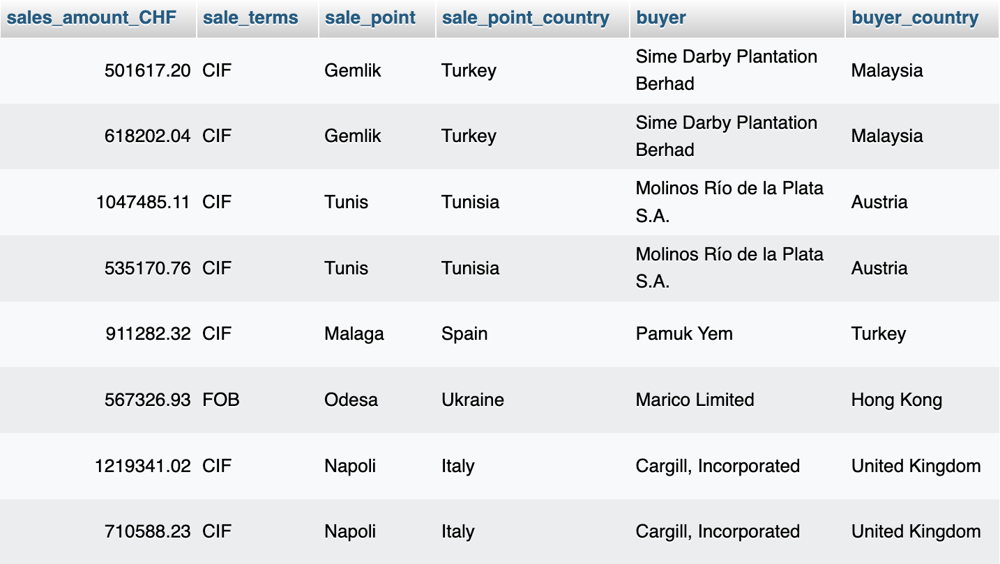 sales_amount_CHF sale_terms sale_point sale_point_country buyer buyer_country
501617.20 CIF Gemlik Turkey Sime Darby Plantation Berhad Malaysia
618202.04 CIF Gemlik Turkey Sime Darby Plantation Berhad Malaysia
1047485.11 CIF Tunis Tunisia Molinos Río de la Plata S.A. Austria
535170.76 CIF Tunis Tunisia Molinos Río de la Plata S.A. Austria
911282.32 CIF Malaga Spain Pamuk Yem Turkey
567326.93 FOB Odesa Ukraine Marico Limited Hong Kong
1219341.02 CIF Napoli Italy Cargill, Incorporated United Kingdom
710588.23 CIF Napoli Italy Cargill, Incorporated United Kingdom